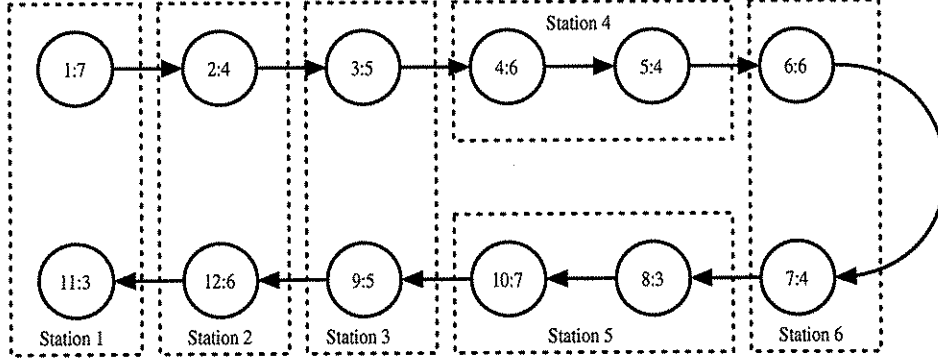 Station 4
1:7
2:4
3:5
4:6
5:4
6:6
11:3
12:6
9:5
10:7
8:3
7:4
Station 1
Station 2
Station 3
Station 5
Station 6